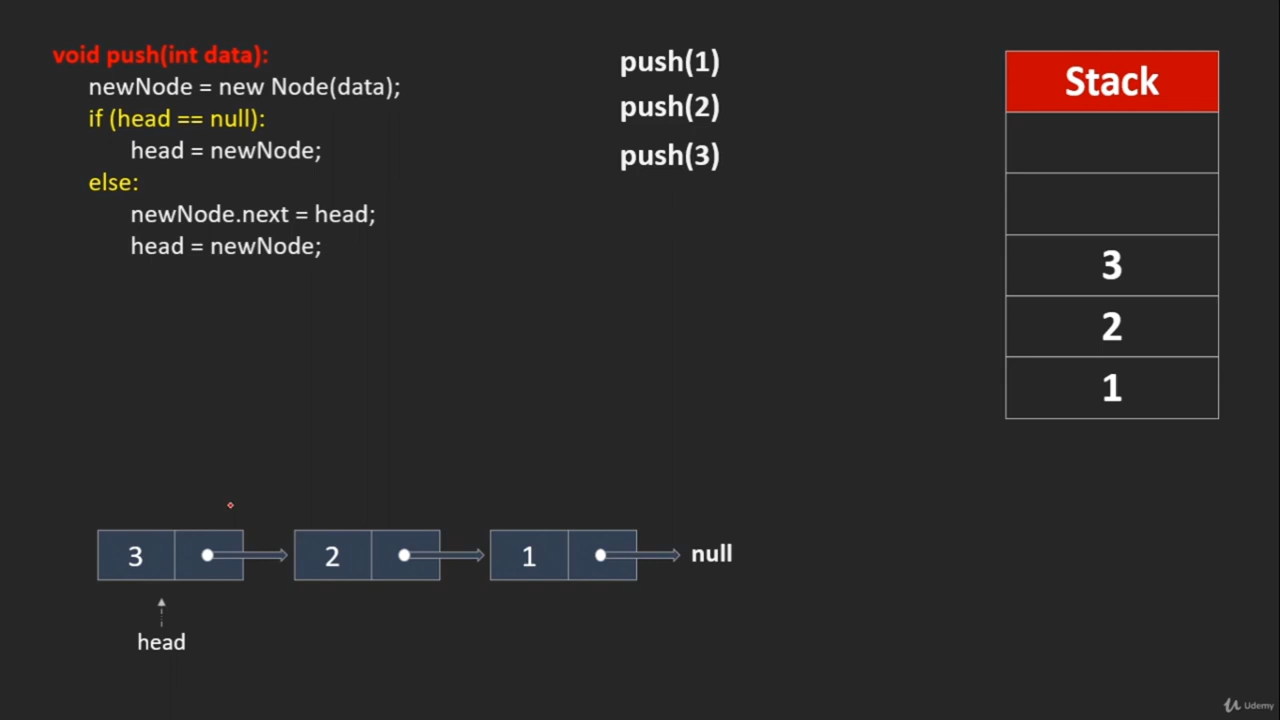 void push(int data):
newNode = new Node(data);
if (head == null):
head = newNode;
else:
newNode.next = head;
head = newNode;
push(1)
push(2)
push(3)
Stack
3
2
1
3
2
1
null
head
Udemy